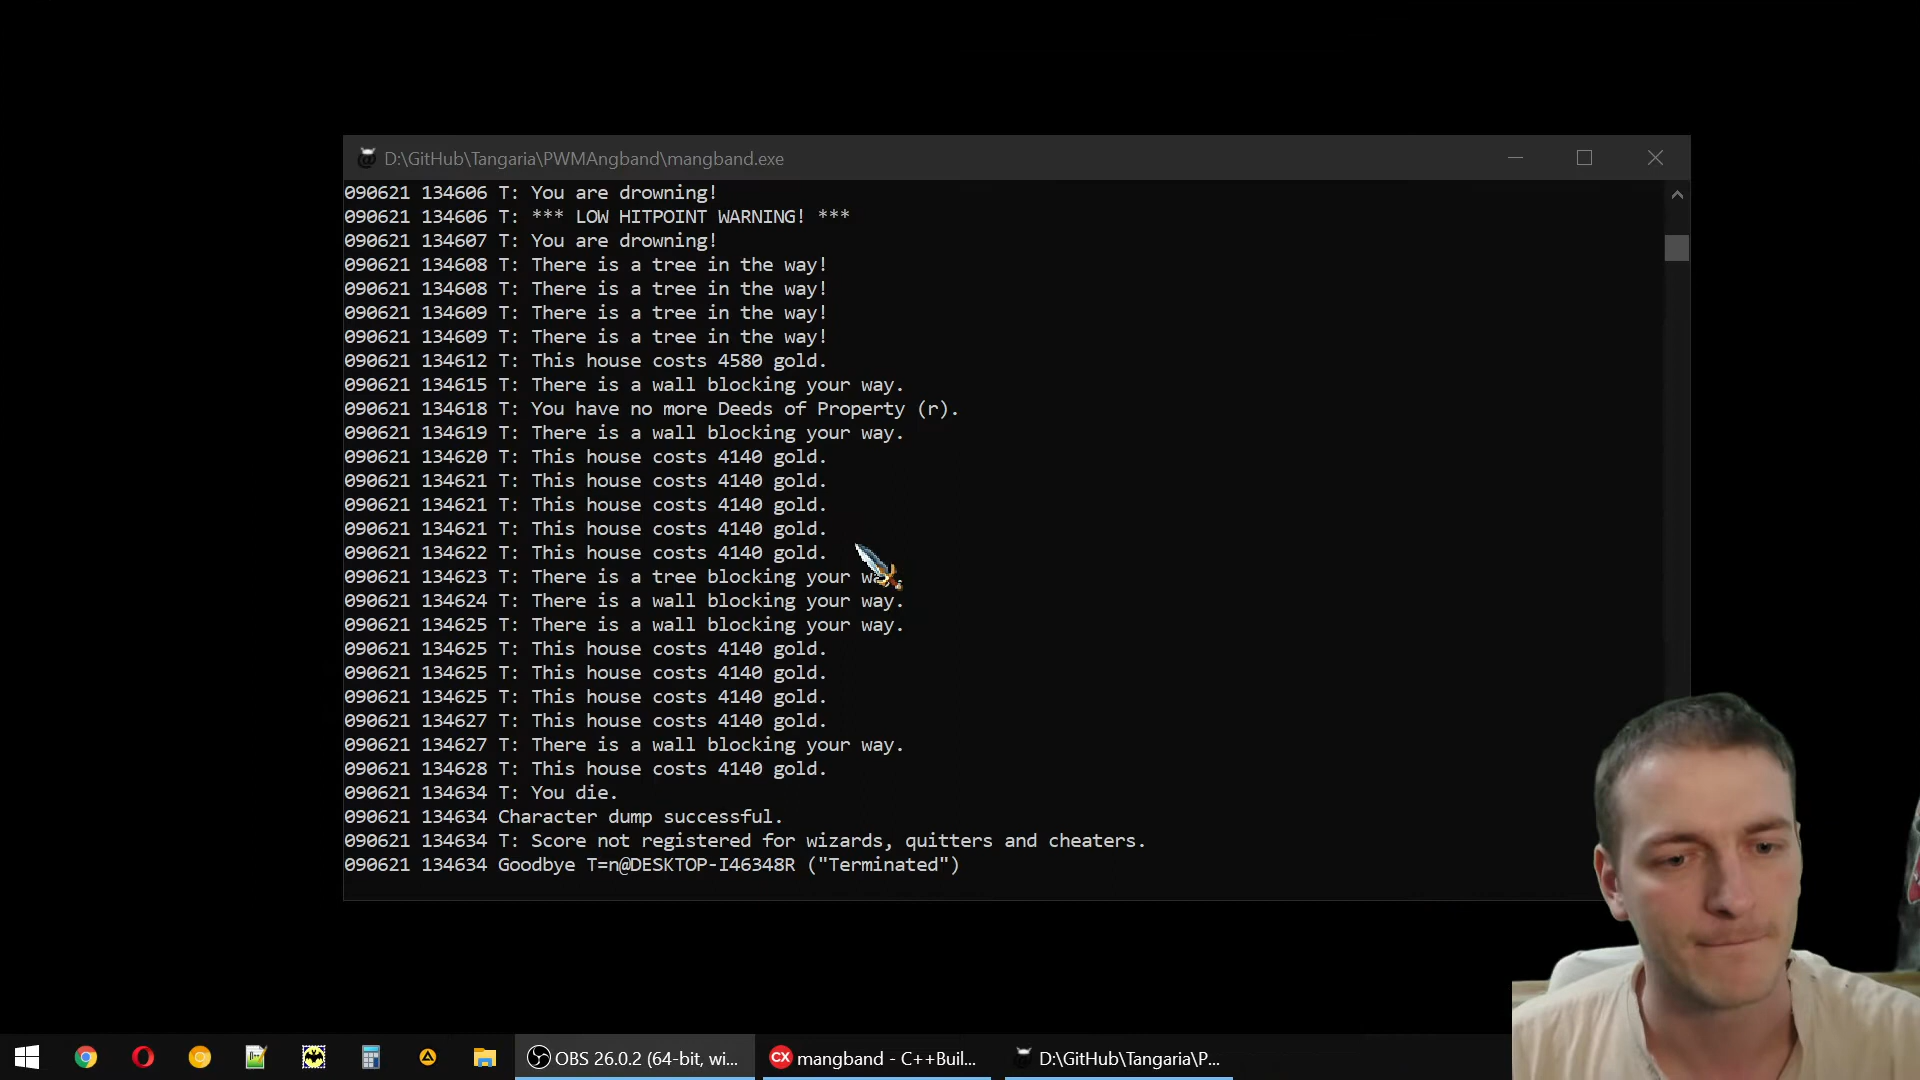 D:\GitHub\Tangaria\PWMAngband\mangband.exe
090621 134606 T: You are drowning!
090621 134606 T: *** LOW HITPOINT WARNING! ***
090621 134607 T: You are drowning!
090621 134608 T: There is a tree in the way!
090621 134608 T: There is a tree in the way!
090621 134609 T: There is a tree in the way!
090621 134609 T: There is a tree in the way!
090621 134612 T: This house costs 4580 gold.
090621 134615 T: There is a wall blocking your way.
090621 134618 T: You have no more Deeds of Property (r).
090621 134619 T: There is a wall blocking your way.
090621 134620 T: This house costs 4140 gold.
090621 134621 T: This house costs 4140 gold.
090621 134621 T: This house costs 4140 gold.
090621 134621 T: This house costs 4140 gold.
090621 134622 T: This house costs 4140 gold.
090621 134623 T: There is a tree blocking your way.
090621 134624 T: There is a wall blocking your way.
090621 134625 T: There is a wall blocking your way.
090621 134625 T: This house costs 4140 gold.
090621 134625 T: This house costs 4140 gold.
090621 134625 T: This house costs 4140 gold.
090621 134627 T: This house costs 4140 gold.
090621 134627 T: There is a wall blocking your way.
090621 134628 T: This house costs 4140 gold.
090621 134634 T: You die.
090621 134634 Character dump successful.
090621 134634 T: Score not registered for wizards, quitters and cheaters.
090621 134634 Goodbye T=n@DESKTOP-I46348R ("Terminated")
OBS 26.0.2 (64-bit, wi...
CX
mangband - C++Buil...
D:\GitHub\Tangaria\P...